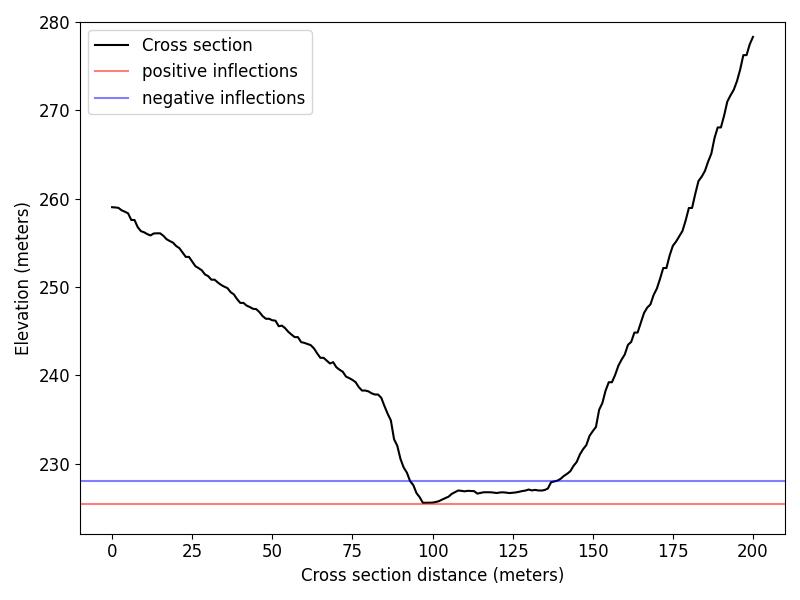 280
Cross section
positive inflections
negative inflections
270
260
250
240
230
Elevation (meters)
0 25 50 75 100 125 150 175 200
Cross section distance (meters)